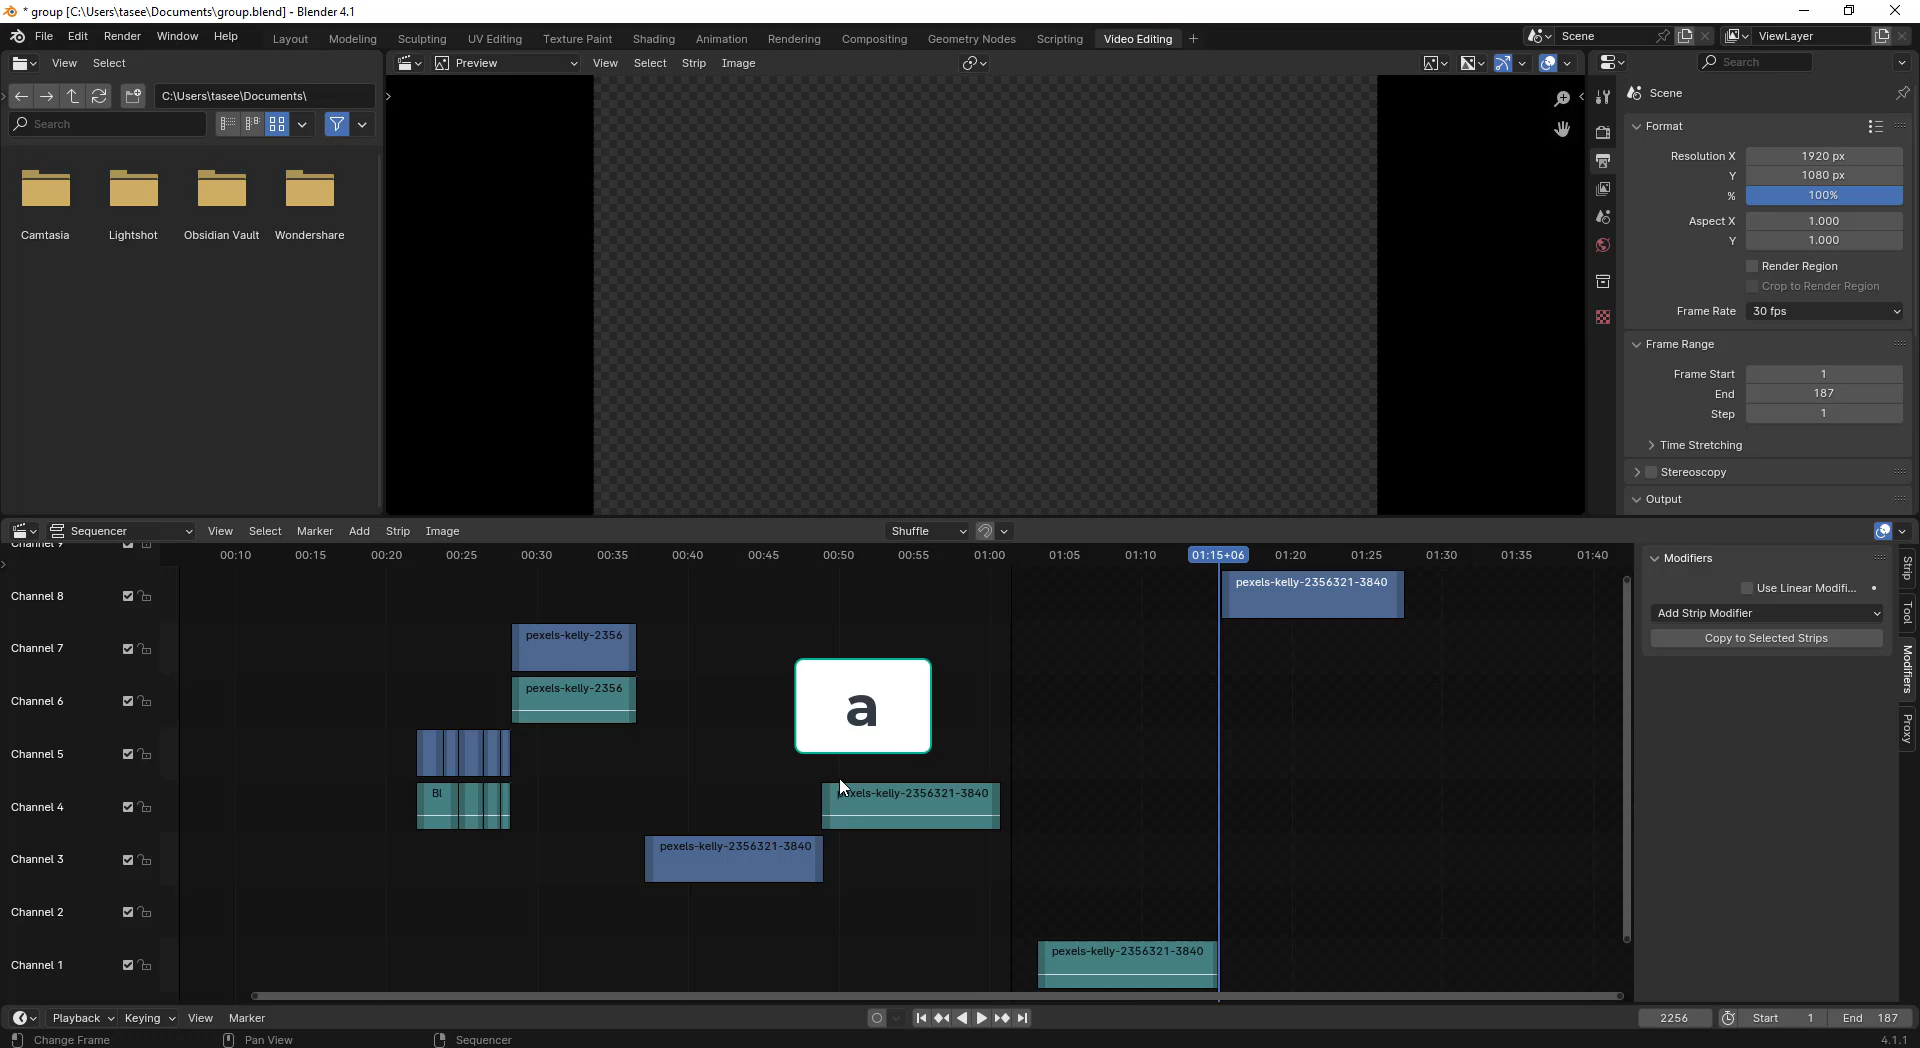 * group [C:\Users\tasee\Documents\group.blend] - Blender 4.1
File Edit Render Window Help Layout Modeling Sculpting UV Editing Texture Paint Shading Animation Rendering Compositing Geometry Nodes Scripting Video Editing + Scene ViewLayer
View Select
Preview View Select Strip Image
Search
C:\Users\tasee\Documents\
Search
Camtasia Lightshot Obsidian Vault Wondershare
Scene
Format
Resolution X 1920 px
Y 1080 px
% 100%
Aspect X 1.000
Y 1.000
Render Region
Crop to Render Region
Frame Rate 30 fps
Frame Range
Frame Start 1
End 187
Step 1
Time Stretching
Stereoscopy
Output
Sequencer View Select Marker Add Strip Image Shuffle
00:10 00:15 00:20 00:25 00:30 00:35 00:40 00:45 00:50 00:55 01:00 01:05 01:10 01:15+06 01:20 01:25 01:30 01:35 01:40
Channel 9
Channel 8
pexels-kelly-2356321-3840
Channel 7
pexels-kelly-2356
Channel 6
pexels-kelly-2356
a
Channel 5
Channel 4
Bl
pexels-kelly-2356321-3840
Channel 3
pexels-kelly-2356321-3840
Channel 2
Channel 1
pexels-kelly-2356321-3840
Modifiers
Use Linear Modifi...
Add Strip Modifier
Copy to Selected Strips
Strip
Tool
Modifiers
Proxy
Playback Keying View Marker 2256 Start 1 End 187
Change Frame Pan View Sequencer 4.1.1